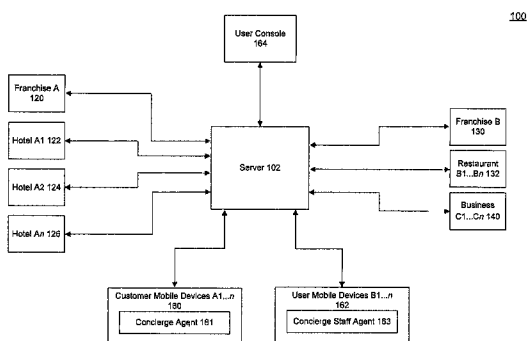 100
User Console
164
Franchise A
120
Hotel A1 122
Hotel A2 124
Hotel An 126
Server 102
Franchise B
130
Restaurant
B1...Bn 132
Business
C1...Cn 140
Customer Mobile Devices A1...n
160
Concierge Agent 161
User Mobile Devices B1...n
162
Concierge Staff Agent 163